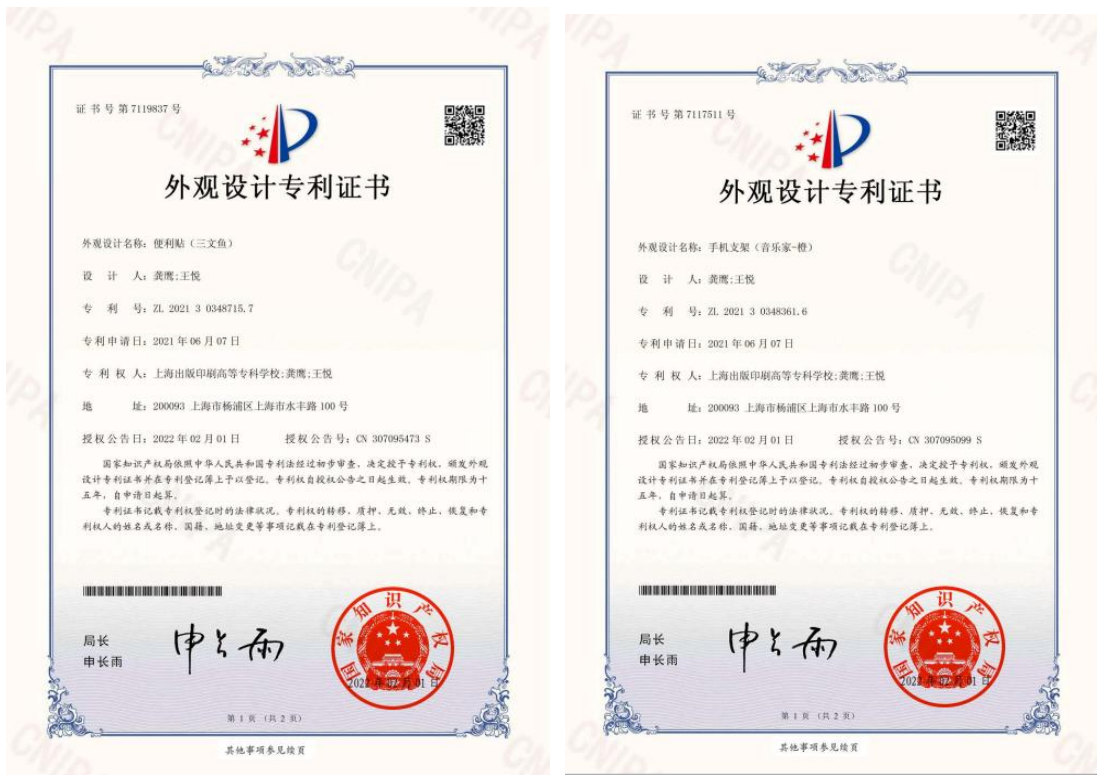 证书号第7119837号
外观设计专利证书
外观设计名称：便利贴（三文鱼）
设计人：龚鹰;王悦
专利号：ZL 2021 3 0348715.7
专利申请日：2021年06月07日
专利权人：上海出版印刷高等专科学校;龚鹰;王悦
地址：200093 上海市杨浦区上海市水丰路100号
授权公告日：2022年02月01日 授权公告号：CN 307095473 S
国家知识产权局依照中华人民共和国专利法经过初步审查，决定授予专利权，颁发外观
设计专利证书并在专利登记簿上予以登记。专利权自授权公告之日起生效。专利权期限为十
五年，自申请日起算。
专利证书记载专利权登记时的法律状况。专利权的转移、质押、无效、终止、恢复和专
利权人的姓名或名称、国籍、地址变更等事项记载在专利登记簿上。
局长
申长雨
申长雨
国家知识产权局
2022年02月01日
第 1 页 （共 2 页）
其他事项参见续页
证书号第7117511号
外观设计专利证书
外观设计名称：手机支架（音乐家-橙）
设计人：龚鹰;王悦
专利号：ZL 2021 3 0348361.6
专利申请日：2021年06月07日
专利权人：上海出版印刷高等专科学校;龚鹰;王悦
地址：200093 上海市杨浦区上海市水丰路100号
授权公告日：2022年02月01日 授权公告号：CN 307095099 S
国家知识产权局依照中华人民共和国专利法经过初步审查，决定授予专利权，颁发外观
设计专利证书并在专利登记簿上予以登记。专利权自授权公告之日起生效。专利权期限为十
五年，自申请日起算。
专利证书记载专利权登记时的法律状况。专利权的转移、质押、无效、终止、恢复和专
利权人的姓名或名称、国籍、地址变更等事项记载在专利登记簿上。
局长
申长雨
申长雨
国家知识产权局
2022年02月01日
第 1 页 （共 2 页）
其他事项参见续页
CNIPA